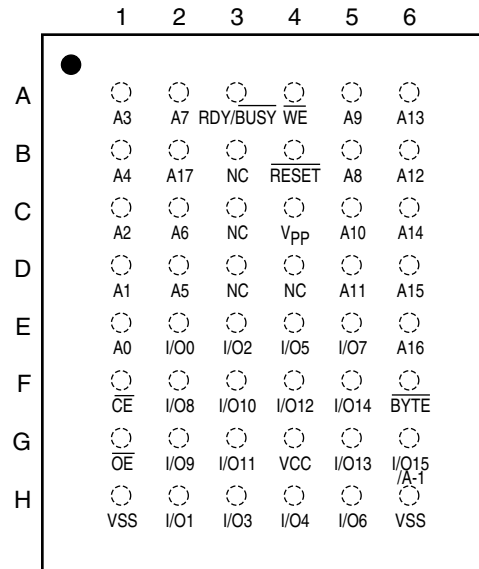 1 2 3 4 5 6
A
A3 A7 RDY/BUSY WE A9 A13
B
A4 A17 NC RESET A8 A12
C
A2 A6 NC VPP A10 A14
D
A1 A5 NC NC A11 A15
E
A0 I/O0 I/O2 I/O5 I/O7 A16
F
CE I/O8 I/O10 I/O12 I/O14 BYTE
G
OE I/O9 I/O11 VCC I/O13 I/O15
/A-1
H
VSS I/O1 I/O3 I/O4 I/O6 VSS